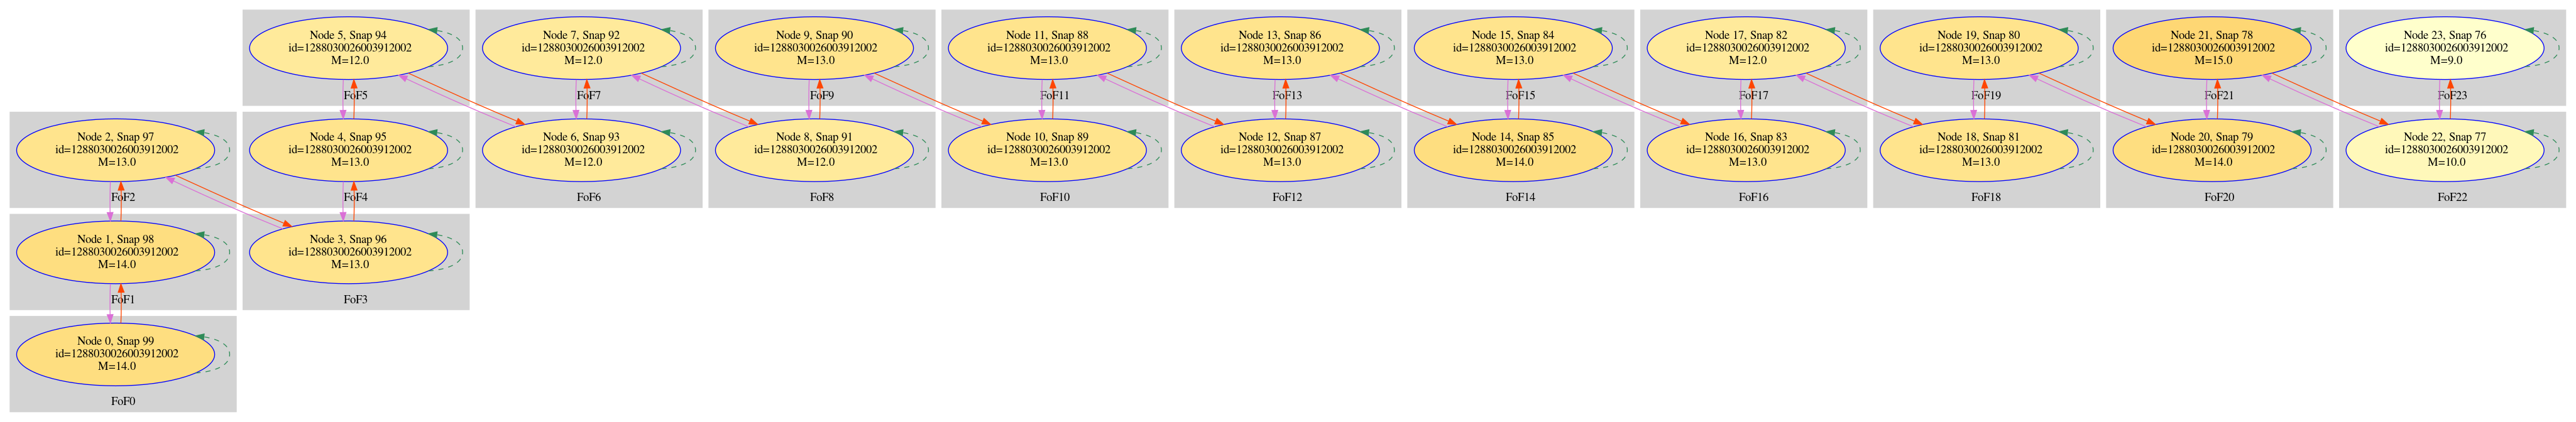 Node 5, Snap 94
id=1288030026003912002
M=12.0
FoF5
Node 7, Snap 92
id=1288030026003912002
M=12.0
FoF7
Node 9, Snap 90
id=1288030026003912002
M=13.0
FoF9
Node 11, Snap 88
id=1288030026003912002
M=13.0
FoF11
Node 13, Snap 86
id=1288030026003912002
M=13.0
FoF13
Node 15, Snap 84
id=1288030026003912002
M=13.0
FoF15
Node 17, Snap 82
id=1288030026003912002
M=12.0
FoF17
Node 19, Snap 80
id=1288030026003912002
M=13.0
FoF19
Node 21, Snap 78
id=1288030026003912002
M=15.0
FoF21
Node 23, Snap 76
id=1288030026003912002
M=9.0
FoF23
Node 2, Snap 97
id=1288030026003912002
M=13.0
FoF2
Node 4, Snap 95
id=1288030026003912002
M=13.0
FoF4
Node 6, Snap 93
id=1288030026003912002
M=12.0
FoF6
Node 8, Snap 91
id=1288030026003912002
M=12.0
FoF8
Node 10, Snap 89
id=1288030026003912002
M=13.0
FoF10
Node 12, Snap 87
id=1288030026003912002
M=13.0
FoF12
Node 14, Snap 85
id=1288030026003912002
M=14.0
FoF14
Node 16, Snap 83
id=1288030026003912002
M=13.0
FoF16
Node 18, Snap 81
id=1288030026003912002
M=13.0
FoF18
Node 20, Snap 79
id=1288030026003912002
M=14.0
FoF20
Node 22, Snap 77
id=1288030026003912002
M=10.0
FoF22
Node 1, Snap 98
id=1288030026003912002
M=14.0
FoF1
Node 3, Snap 96
id=1288030026003912002
M=13.0
FoF3
Node 0, Snap 99
id=1288030026003912002
M=14.0
FoF0